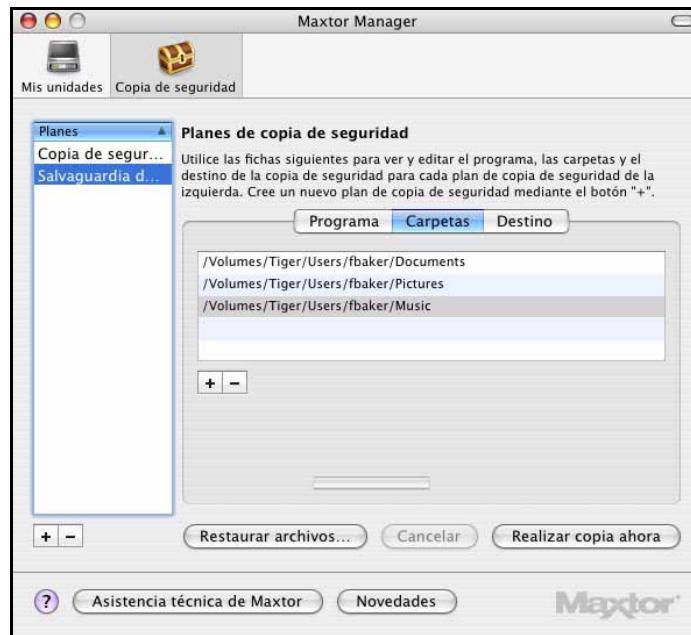 Maxtor Manager
Mis unidades
Copia de seguridad
Planes
Copia de segur...
Salvaguardia d...
Planes de copia de seguridad
Utilice las fichas siguientes para ver y editar el programa, las carpetas y el
destino de la copia de seguridad para cada plan de copia de seguridad de la
izquierda. Cree un nuevo plan de copia de seguridad mediante el botón "+".
Programa
Carpetas
Destino
/Volumes/Tiger/Users/fbaker/Documents
/Volumes/Tiger/Users/fbaker/Pictures
/Volumes/Tiger/Users/fbaker/Music
+ −
+ −
Restaurar archivos...
Cancelar
Realizar copia ahora
?
Asistencia técnica de Maxtor
Novedades
Maxtor